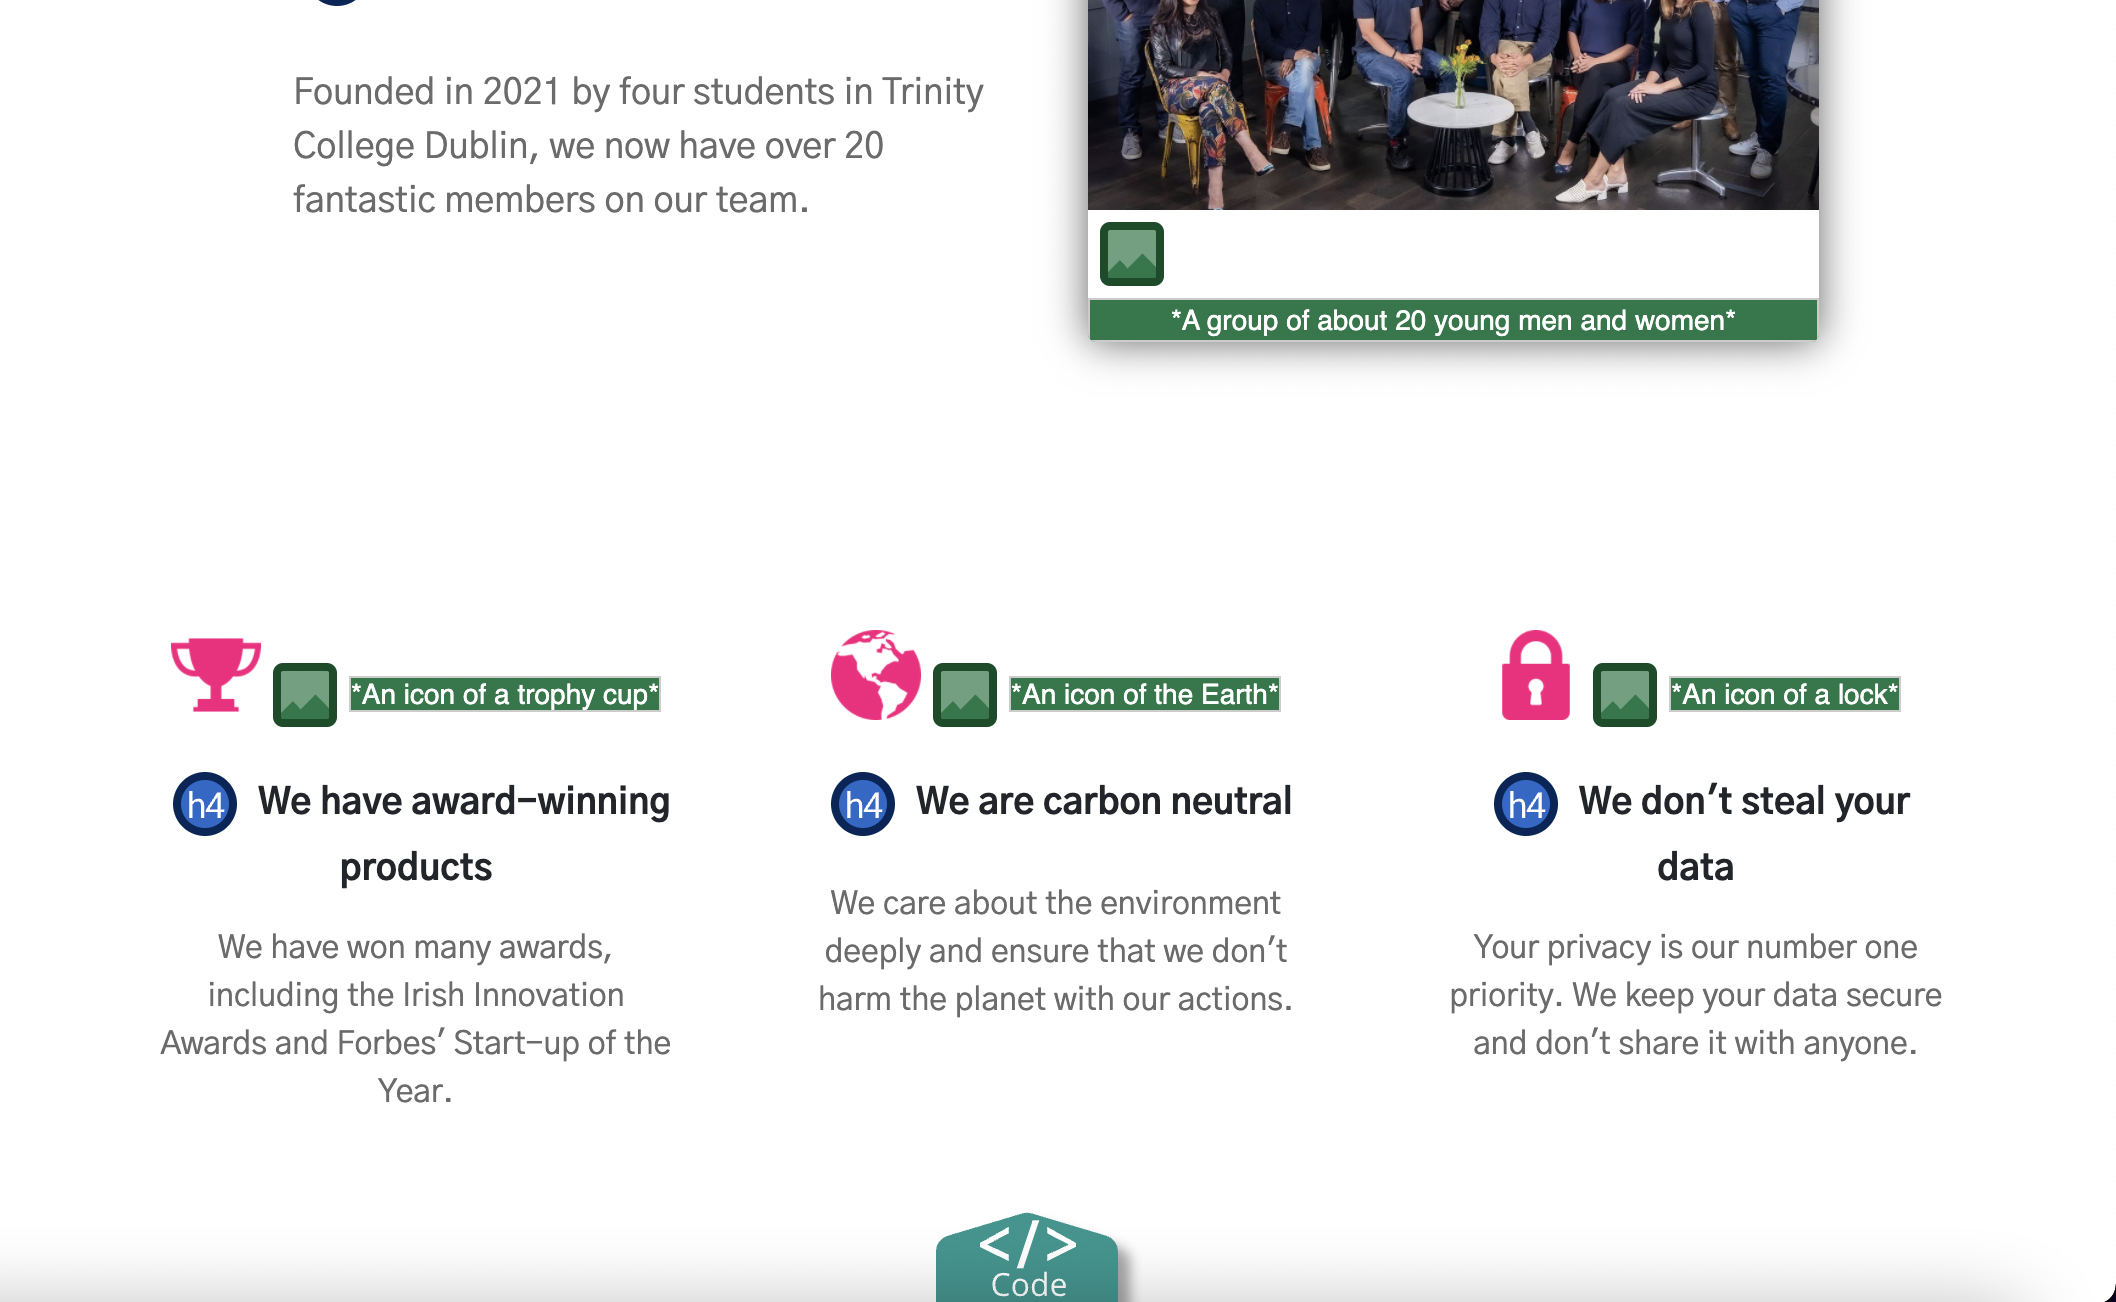 Founded in 2021 by four students in Trinity
College Dublin, we now have over 20
fantastic members on our team.
*A group of about 20 young men and women*
*An icon of a trophy cup*
h4 We have award-winning
products
We have won many awards,
including the Irish Innovation
Awards and Forbes' Start-up of the
Year.
*An icon of the Earth*
h4 We are carbon neutral
We care about the environment
deeply and ensure that we don't
harm the planet with our actions.
*An icon of a lock*
h4 We don't steal your
data
Your privacy is our number one
priority. We keep your data secure
and don't share it with anyone.
</>
Code